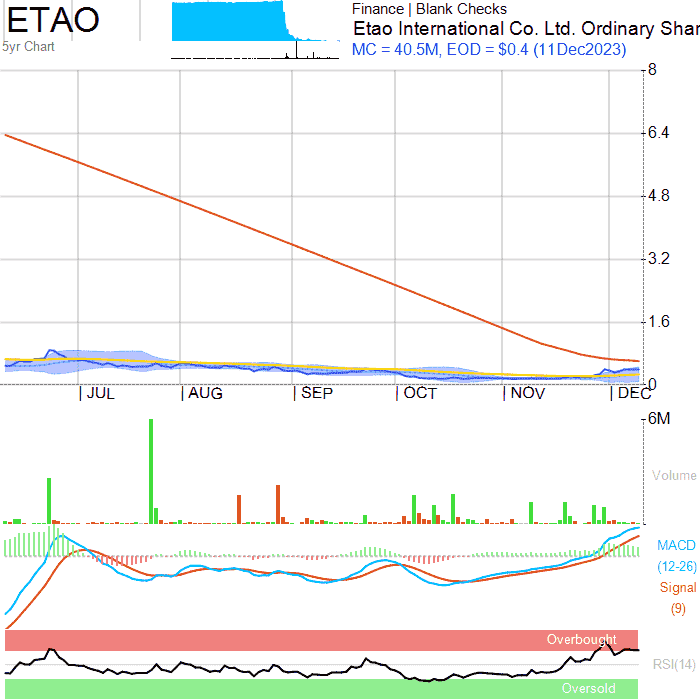 ETAO
5yr Chart
Finance | Blank Checks
Etao International Co. Ltd. Ordinary Shar
MC = 40.5M, EOD = $0.4 (11Dec2023)
8
6.4
4.8
3.2
1.6
0
JUL AUG SEP OCT NOV DEC
6M
Volume
MACD
(12-26)
Signal
(9)
Overbought
RSI(14)
Oversold